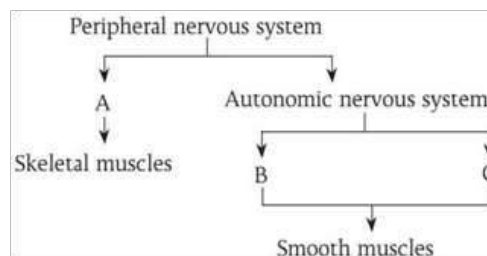 Peripheral nervous system
A
Autonomic nervous system
Skeletal muscles
B
Smooth muscles